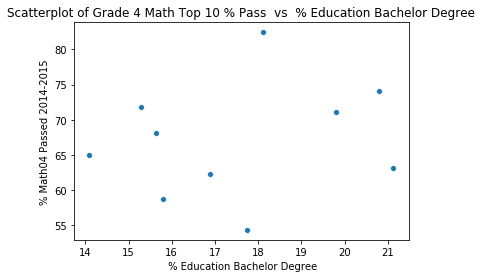 Scatterplot of Grade 4 Math Top 10 % Pass  vs  % Education Bachelor Degree
% Math04 Passed 2014-2015
80
75
70
65
60
55
14 15 16 17 18 19 20 21
% Education Bachelor Degree